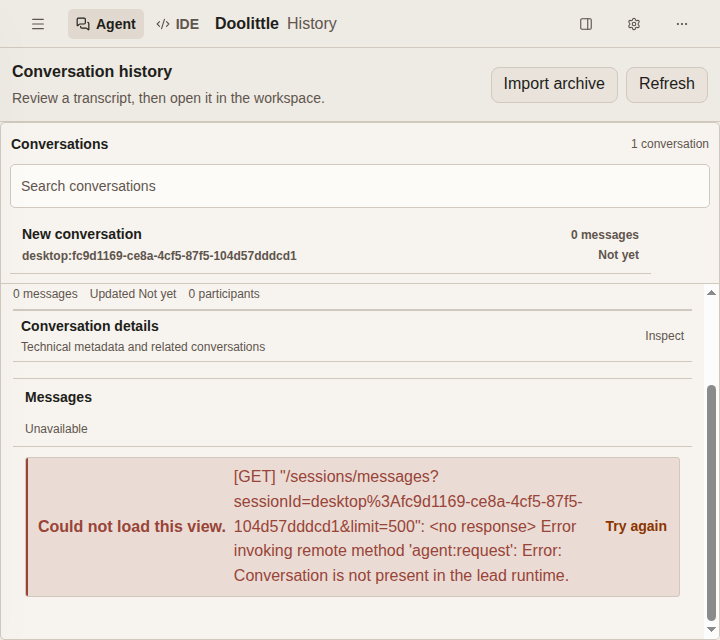 Agent
IDE
Doolittle History
Conversation history
Review a transcript, then open it in the workspace.
Import archive
Refresh
Conversations
1 conversation
Search conversations
New conversation
0 messages
desktop:fc9d1169-ce8a-4cf5-87f5-104d57dddcd1
Not yet
0 messages Updated Not yet 0 participants
Conversation details
Technical metadata and related conversations
Inspect
Messages
Unavailable
Could not load this view.
[GET] "/sessions/messages?
sessionId=desktop%3Afc9d1169-ce8a-4cf5-87f5-
104d57dddcd1&limit=500": <no response> Error
invoking remote method 'agent:request': Error:
Conversation is not present in the lead runtime.
Try again